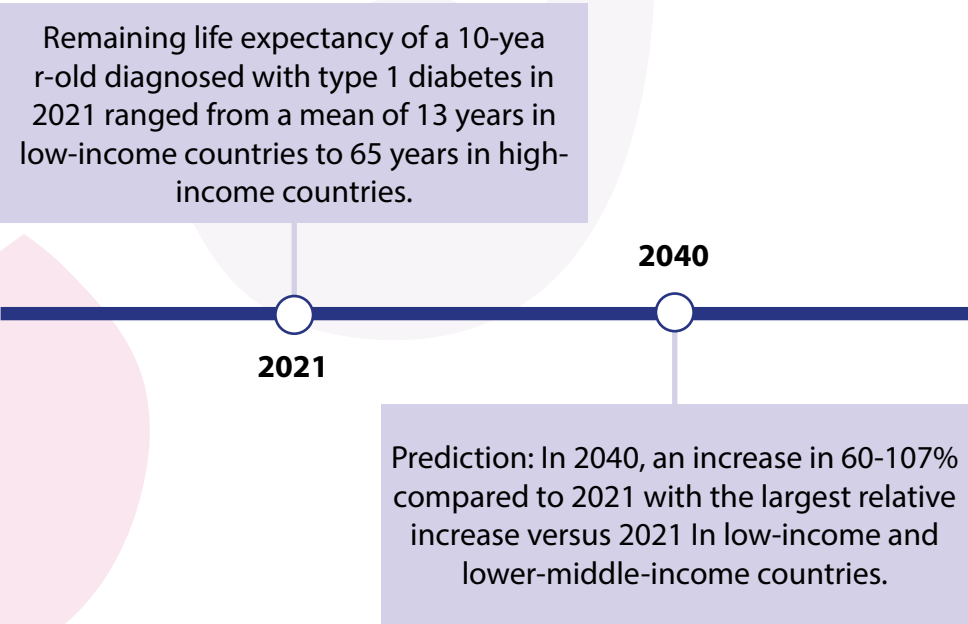 Remaining life expectancy of a 10-yea
r-old diagnosed with type 1 diabetes in
2021 ranged from a mean of 13 years in
low-income countries to 65 years in high-
income countries.
2040
2021
Prediction: In 2040, an increase in 60-107%
compared to 2021 with the largest relative
increase versus 2021 In low-income and
lower-middle-income countries.